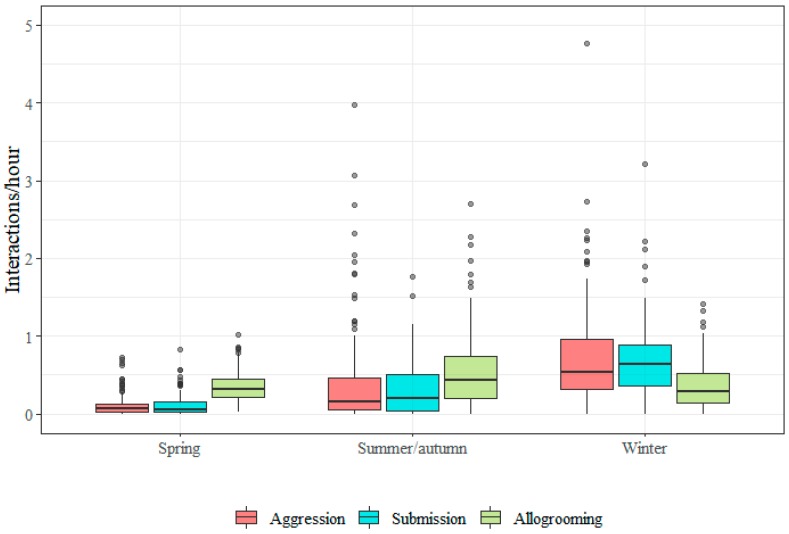 Interactions/hour
5
4
3
2
1
0
Spring
Summer/autumn
Winter
Aggression
Submission
Allogrooming